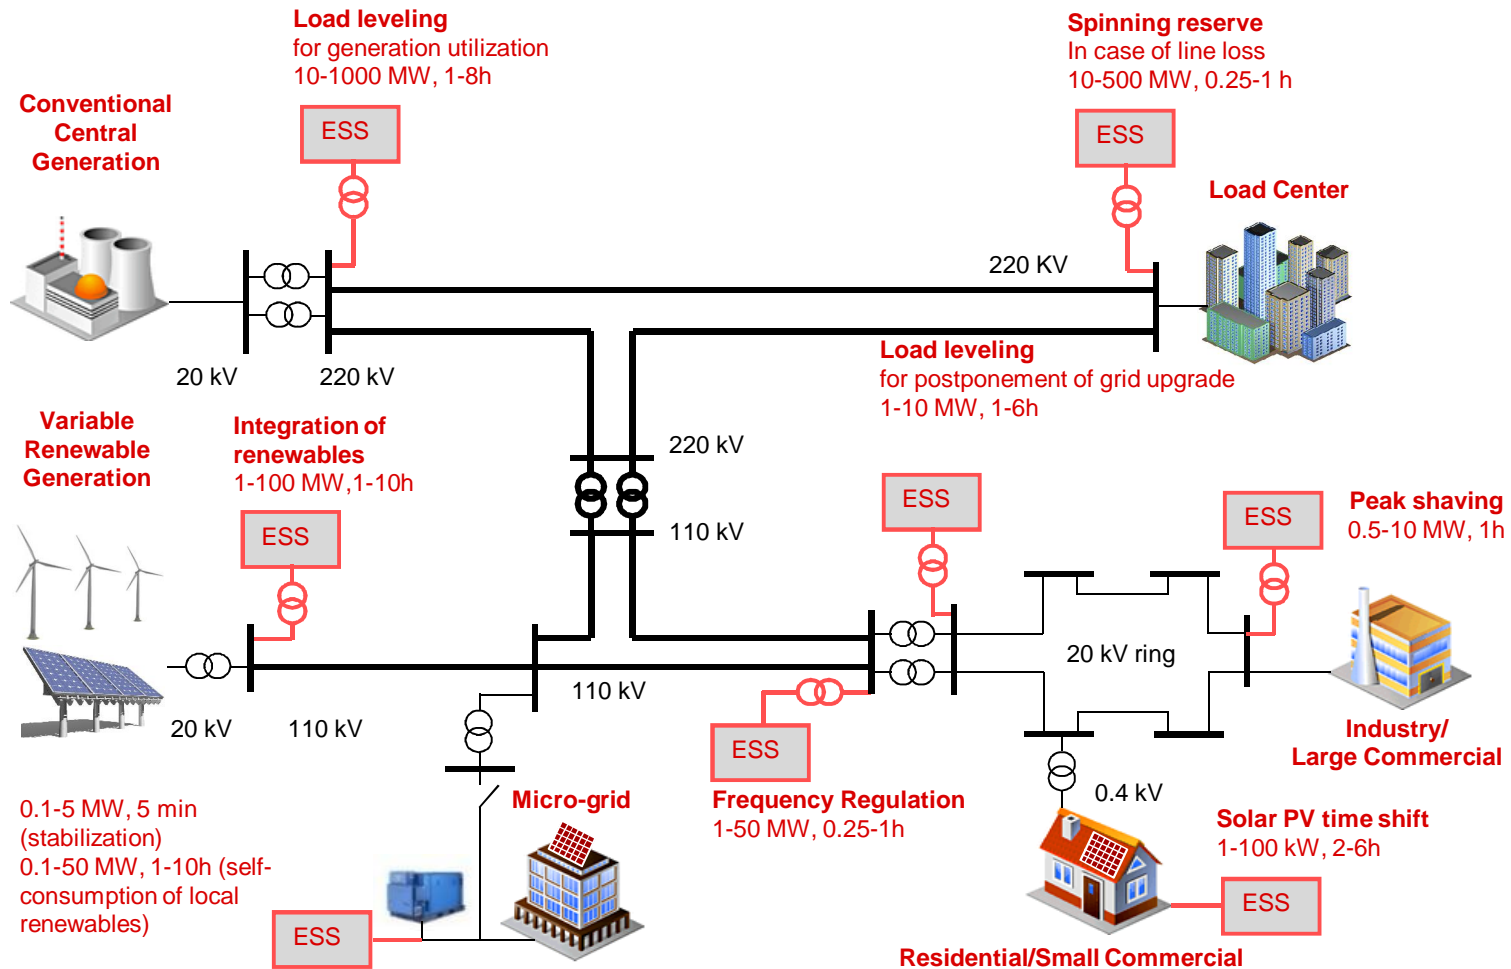 Load leveling
for generation utilization
10-1000 MW, 1-8h
Spinning reserve
In case of line loss
10-500 MW, 0.25-1 h
Conventional
Central
Generation
ESS
ESS
Load Center
220 KV
20 kV
220 kV
Load leveling
for postponement of grid upgrade
1-10 MW, 1-6h
Variable
Renewable
Generation
Integration of
renewables
1-100 MW,1-10h
220 kV
ESS
ESS
ESS
Peak shaving
0.5-10 MW, 1h
110 kV
20 kV ring
110 kV
20 kV
110 kV
ESS
Industry/
Large Commercial
0.1-5 MW, 5 min
(stabilization)
0.1-50 MW, 1-10h (self-
consumption of local
renewables)
Micro-grid
Frequency Regulation
1-50 MW, 0.25-1h
0.4 kV
Solar PV time shift
1-100 kW, 2-6h
ESS
ESS
Residential/Small Commercial